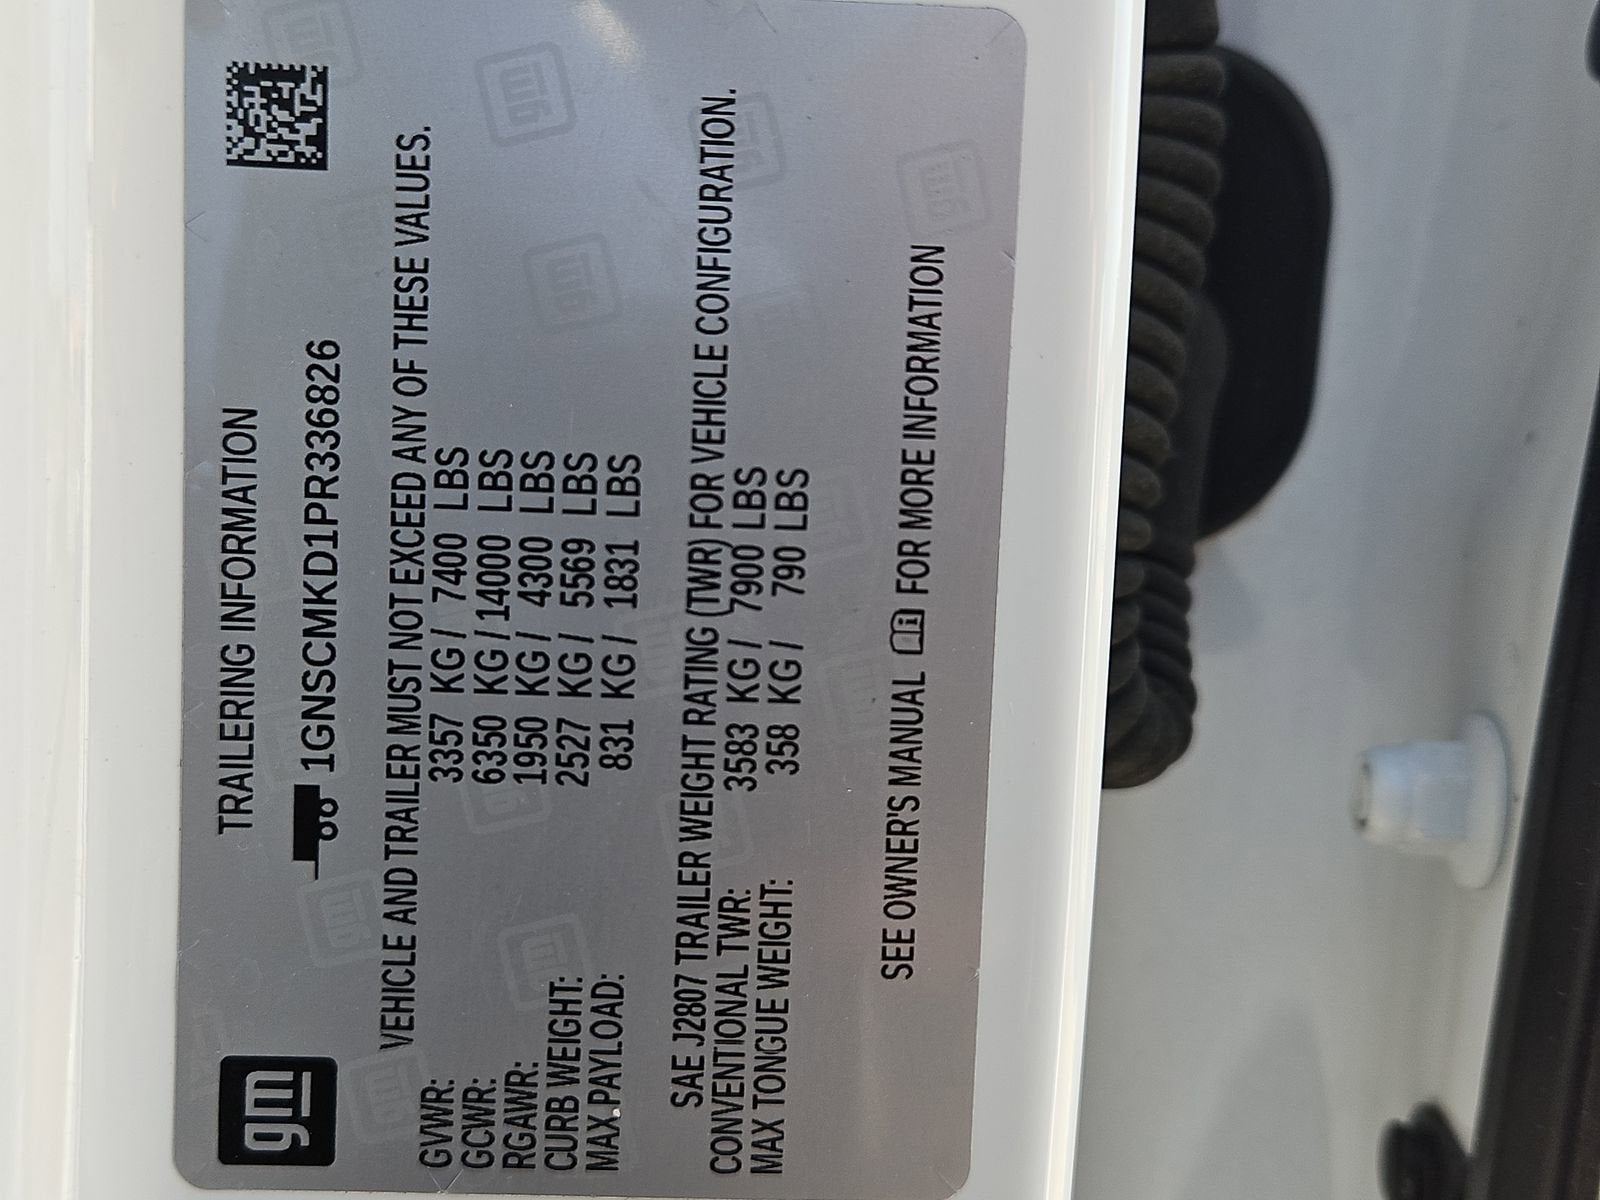 gm
TRAILERING INFORMATION
1GNSCMKD1PR336826
VEHICLE AND TRAILER MUST NOT EXCEED ANY OF THESE VALUES.
GVWR: 3357 KG / 7400 LBS
GCWR: 6350 KG / 14000 LBS
RGAWR: 1950 KG / 4300 LBS
CURB WEIGHT: 2527 KG / 5569 LBS
MAX.PAYLOAD: 831 KG / 1831 LBS
SAE J2807 TRAILER WEIGHT RATING (TWR) FOR VEHICLE CONFIGURATION.
CONVENTIONAL TWR: 3583 KG / 7900 LBS
MAX TONGUE WEIGHT: 358 KG / 790 LBS
SEE OWNER'S MANUAL FOR MORE INFORMATION